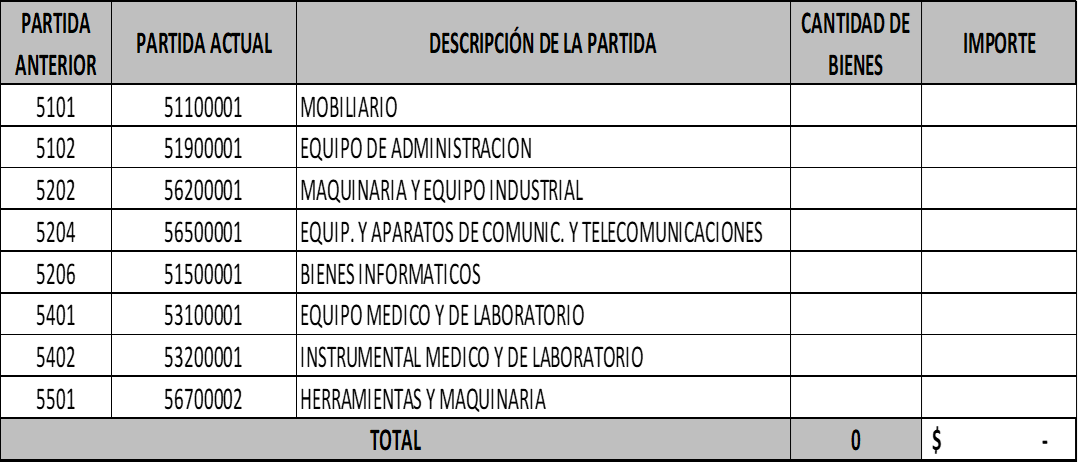 PARTIDA ANTERIOR PARTIDA ACTUAL DESCRIPCIÓN DE LA PARTIDA CANTIDAD DE BIENES IMPORTE
5101 51100001 MOBILIARIO
5102 51900001 EQUIPO DE ADMINISTRACION
5202 56200001 MAQUINARIA Y EQUIPO INDUSTRIAL
5204 56500001 EQUIP. Y APARATOS DE COMUNIC. Y TELECOMUNICACIONES
5206 51500001 BIENES INFORMATICOS
5401 53100001 EQUIPO MEDICO Y DE LABORATORIO
5402 53200001 INSTRUMENTAL MEDICO Y DE LABORATORIO
5501 56700002 HERRAMIENTAS Y MAQUINARIA
TOTAL 0 $ -